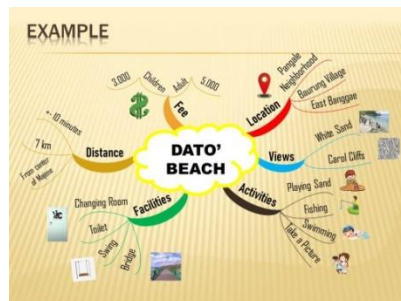 EXAMPLE
DATO'
BEACH
Fee
Children
3.000
Adult
5.000
Location
Pangale
Neighborhood
Baurung Village
East Banggae
Views
White Sand
Carol Cliffs
Activities
Playing Sand
Fishing
Swimming
Take a Picture
Facilities
Changing Room
Toilet
Swing
Bridge
Distance
+- 10 minutes
7 km
From center
of Majene